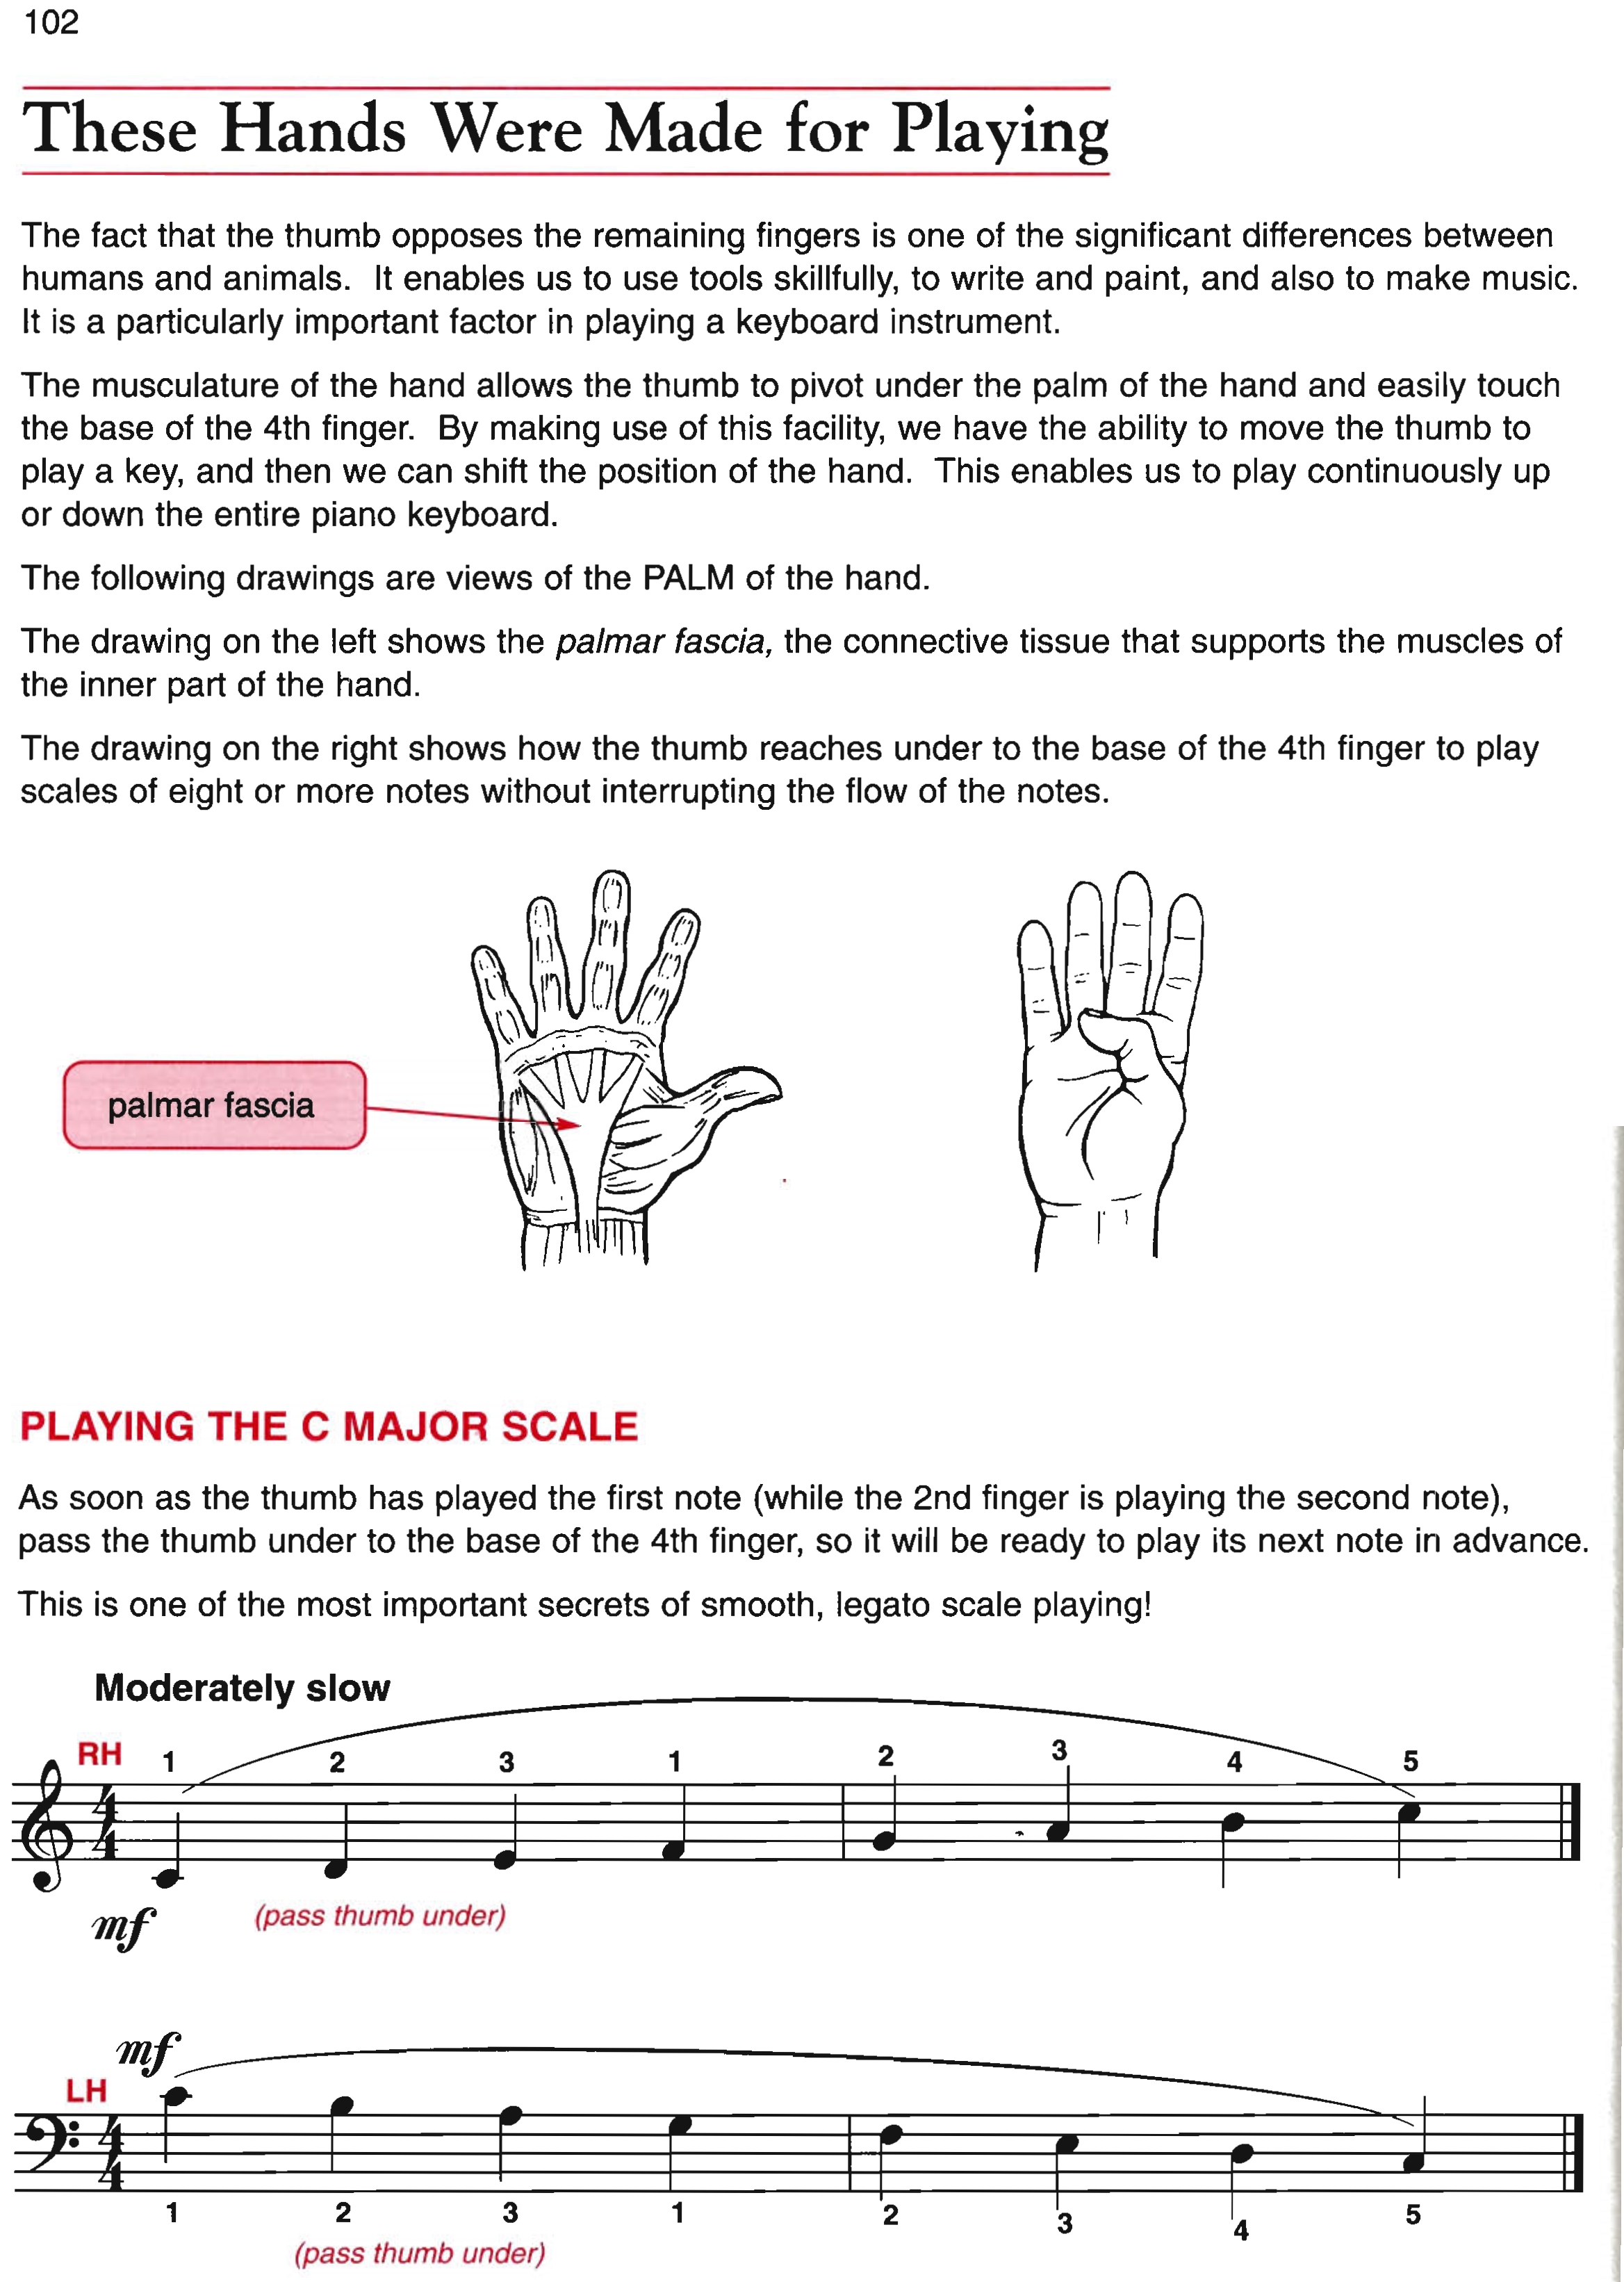 102
These Hands Were Made for Playing
The fact that the thumb opposes the remaining fingers is one of the significant differences between
humans and animals. It enables us to use tools skillfully, to write and paint, and also to make music.
It is a particularly important factor in playing a keyboard instrument.
The musculature of the hand allows the thumb to pivot under the palm of the hand and easily touch
the base of the 4th finger. By making use of this facility, we have the ability to move the thumb to
play a key, and then we can shift the position of the hand. This enables us to play continuously up
or down the entire piano keyboard.
The following drawings are views of the PALM of the hand.
The drawing on the left shows the palmar fascia, the connective tissue that supports the muscles of
the inner part of the hand.
The drawing on the right shows how the thumb reaches under to the base of the 4th finger to play
scales of eight or more notes without interrupting the flow of the notes.
palmar fascia
PLAYING THE C MAJOR SCALE
As soon as the thumb has played the first note (while the 2nd finger is playing the second note),
pass the thumb under to the base of the 4th finger, so it will be ready to play its next note in advance.
This is one of the most important secrets of smooth, legato scale playing!
Moderately slow
RH 1 2 3 1 2 3 4 5
4
4
mf (pass thumb under)
mf
LH
4
4
1 2 3 1 2 3 4 5
(pass thumb under)